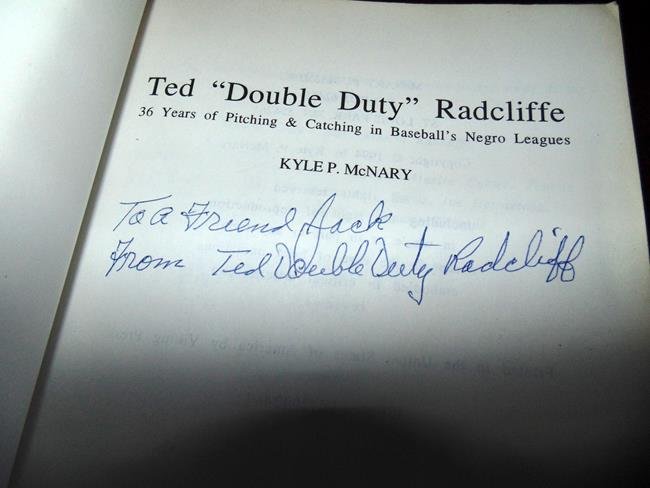 Ted "Double Duty" Radcliffe
36 Years of Pitching & Catching in Baseball's Negro Leagues
KYLE P. McNARY
To a Friend Jack
From Ted Double Duty Radcliff